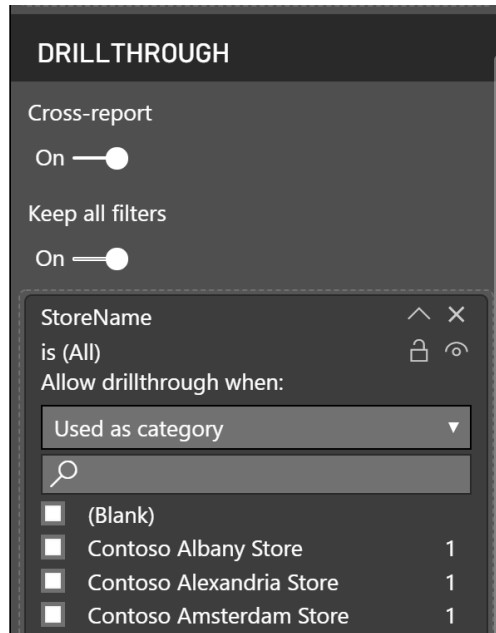 DRILLTHROUGH
Cross-report
On
Keep all filters
On
StoreName
is (All)
Allow drillthrough when:
Used as category
(Blank)
Contoso Albany Store 1
Contoso Alexandria Store 1
Contoso Amsterdam Store 1